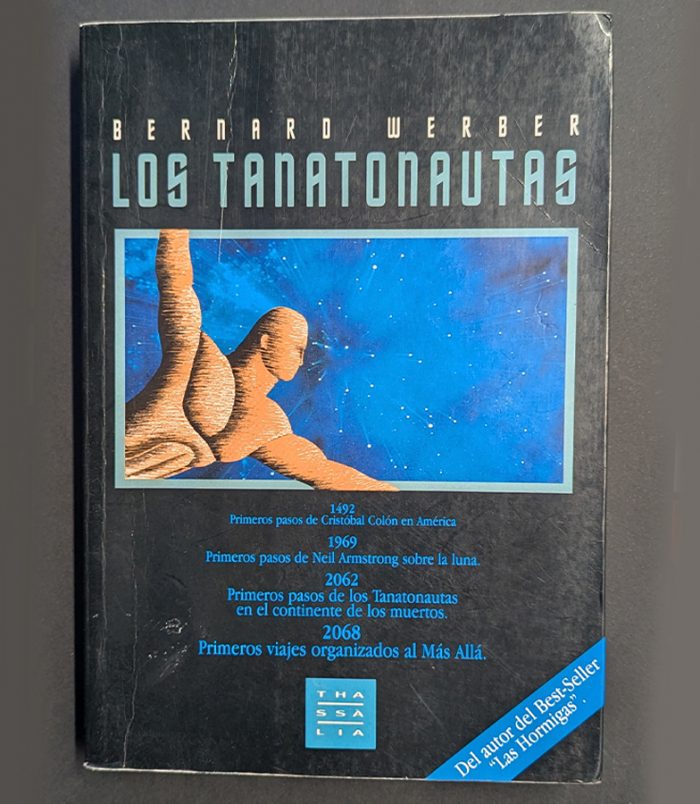 BERNARD WERBER
LOS TANATONAUTAS
1492
Primeros pasos de Cristóbal Colón en América
1969
Primeros pasos de Neil Armstrong sobre la luna.
2062
Primeros pasos de los Tanatonautas
en el continente de los muertos.
2068
Primeros viajes organizados al Más Allá.
THA
SSÀ
LIA
Del autor del Best-Seller
"Las Hormigas".